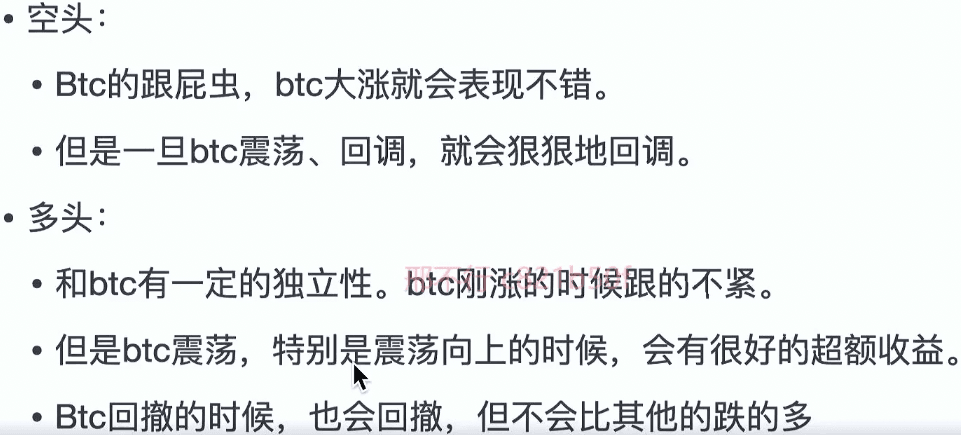 • 空头：
• Btc的跟屁虫，btc大涨就会表现不错。
• 但是一旦btc震荡、回调，就会狠狠地回调。
• 多头：
• 和btc有一定的独立性。btc刚涨的时候跟的不紧。
• 但是btc震荡，特别是震荡向上的时候，会有很好的超额收益。
• Btc回撤的时候，也会回撤，但不会比其他的跌的多